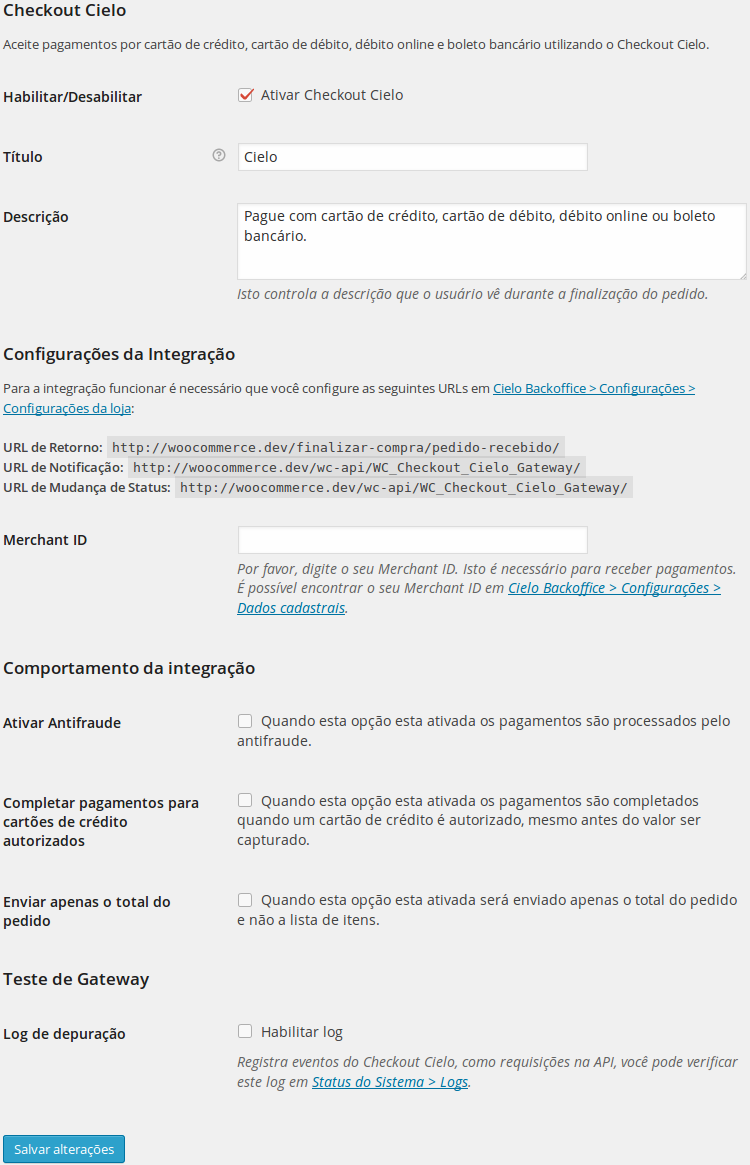 Checkout Cielo
Aceite pagamentos por cartão de crédito, cartão de débito, débito online e boleto bancário utilizando o Checkout Cielo.
Habilitar/Desabilitar
Ativar Checkout Cielo
Título
?
Cielo
Descrição
Pague com cartão de crédito, cartão de débito, débito online ou boleto
bancário.
Isto controla a descrição que o usuário vê durante a finalização do pedido.
Configurações da Integração
Para a integração funcionar é necessário que você configure as seguintes URLs em Cielo Backoffice > Configurações >
Configurações da loja:
URL de Retorno: http://woocommerce.dev/finalizar-compra/pedido-recebido/
URL de Notificação: http://woocommerce.dev/wc-api/WC_Checkout_Cielo_Gateway/
URL de Mudança de Status: http://woocommerce.dev/wc-api/WC_Checkout_Cielo_Gateway/
Merchant ID
Por favor, digite o seu Merchant ID. Isto é necessário para receber pagamentos.
É possível encontrar o seu Merchant ID em Cielo Backoffice > Configurações >
Dados cadastrais.
Comportamento da integração
Ativar Antifraude
Quando esta opção esta ativada os pagamentos são processados pelo
antifraude.
Completar pagamentos para
cartões de crédito
autorizados
Quando esta opção esta ativada os pagamentos são completados
quando um cartão de crédito é autorizado, mesmo antes do valor ser
capturado.
Enviar apenas o total do
pedido
Quando esta opção esta ativada será enviado apenas o total do pedido
e não a lista de itens.
Teste de Gateway
Log de depuração
Habilitar log
Registra eventos do Checkout Cielo, como requisições na API, você pode verificar
este log em Status do Sistema > Logs.
Salvar alterações